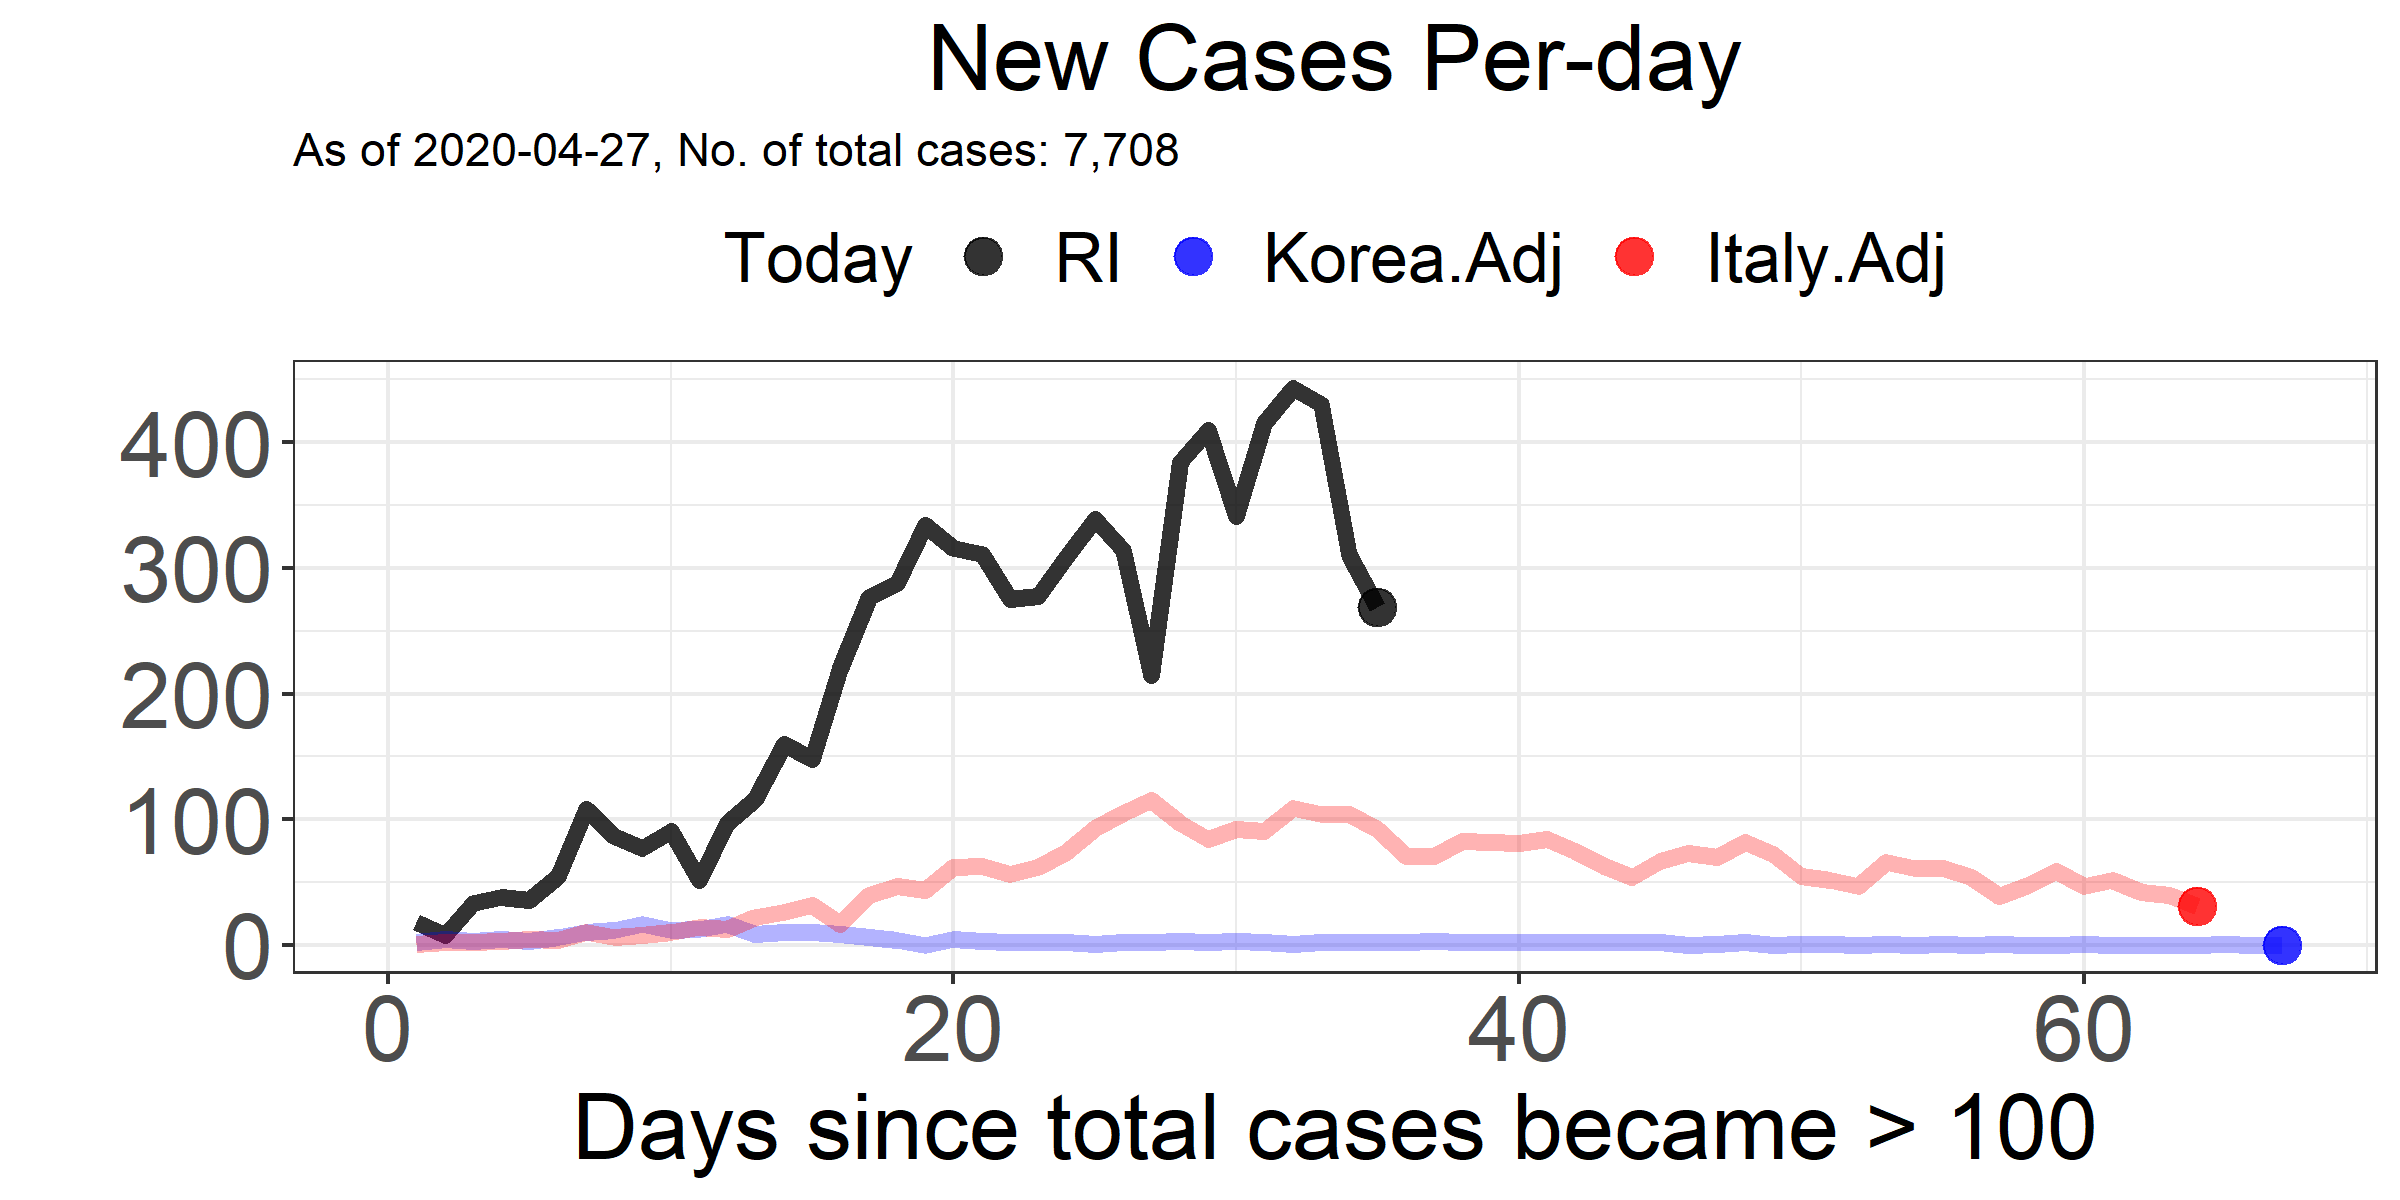 New Cases Per-day
As of 2020-04-27, No. of total cases: 7,708
Today RI Korea.Adj Italy.Adj
400
300
200
100
0
0 20 40 60
Days since total cases became > 100